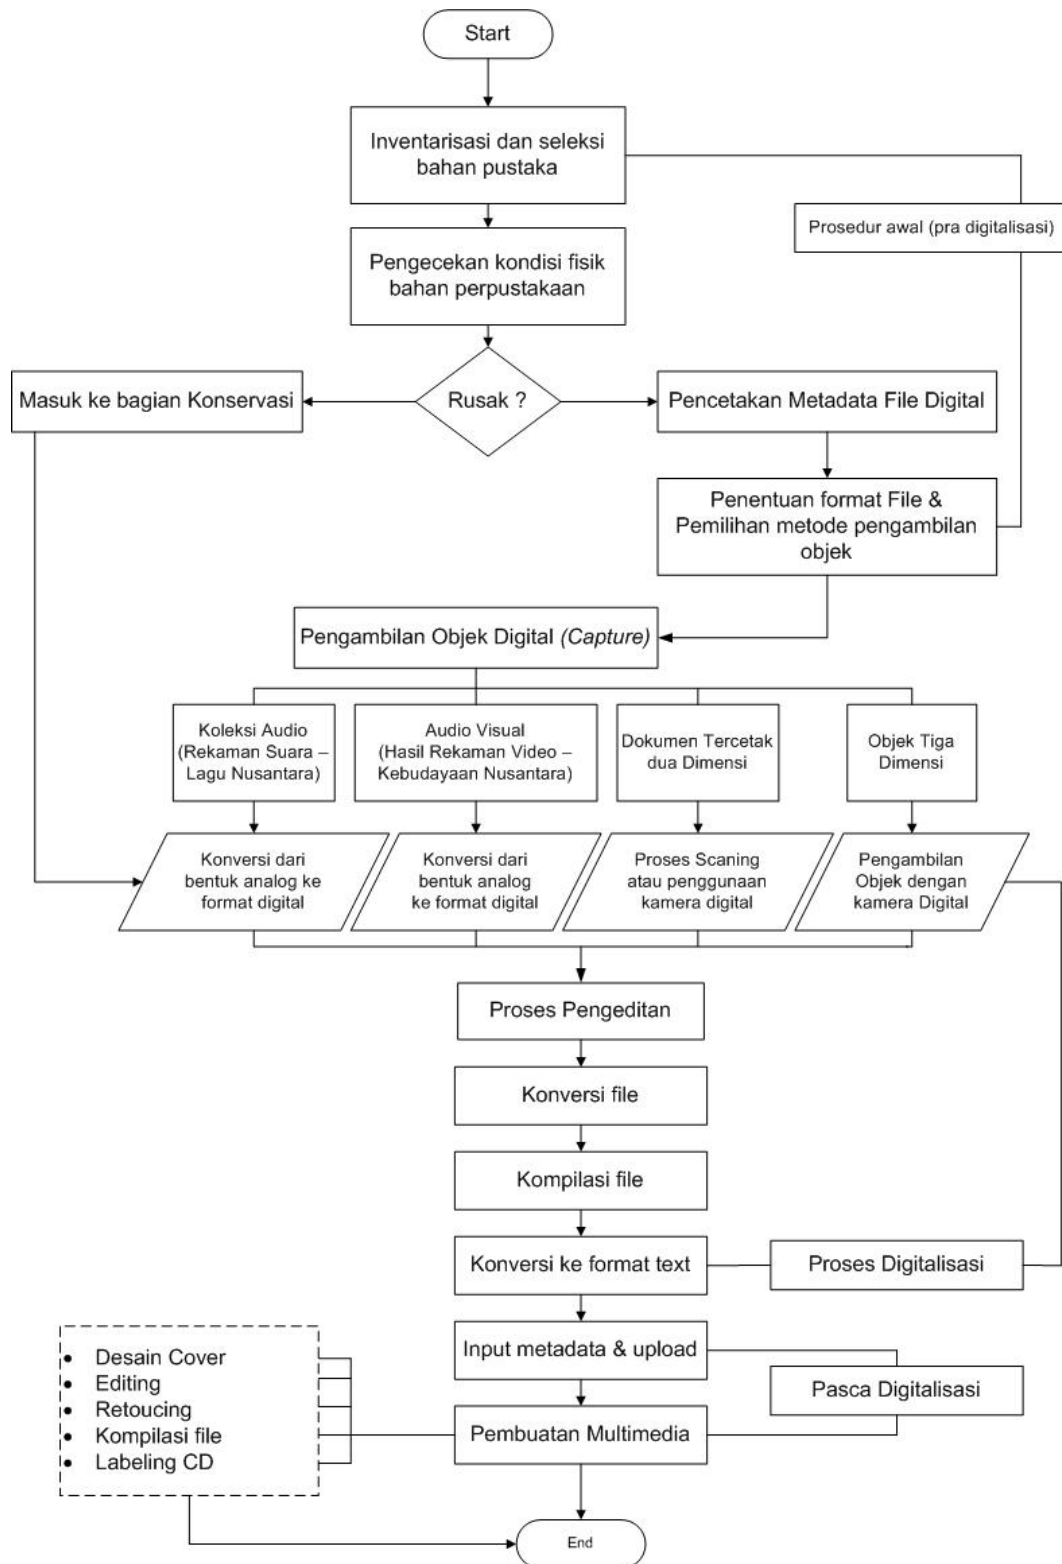 Start
Inventarisasi dan seleksi
bahan pustaka
Prosedur awal (pra digitalisasi)
Pengecekan kondisi fisik
bahan perpustakaan
Masuk ke bagian Konservasi
Rusak ?
Pencetakan Metadata File Digital
Penentuan format File &
Pemilihan metode pengambilan
objek
Pengambilan Objek Digital (Capture)
Koleksi Audio
(Rekaman Suara –
Lagu Nusantara)
Audio Visual
(Hasil Rekaman Video –
Kebudayaan Nusantara)
Dokumen Tercetak
dua Dimensi
Objek Tiga
Dimensi
Konversi dari
bentuk analog ke
format digital
Konversi dari
bentuk analog
ke format digital
Proses Scaning
atau penggunaan
kamera digital
Pengambilan
Objek dengan
kamera Digital
Proses Pengeditan
Konversi file
Kompilasi file
Konversi ke format text
Proses Digitalisasi
Input metadata & upload
Pasca Digitalisasi
Pembuatan Multimedia
• Desain Cover
• Editing
• Retoucing
• Kompilasi file
• Labeling CD
End